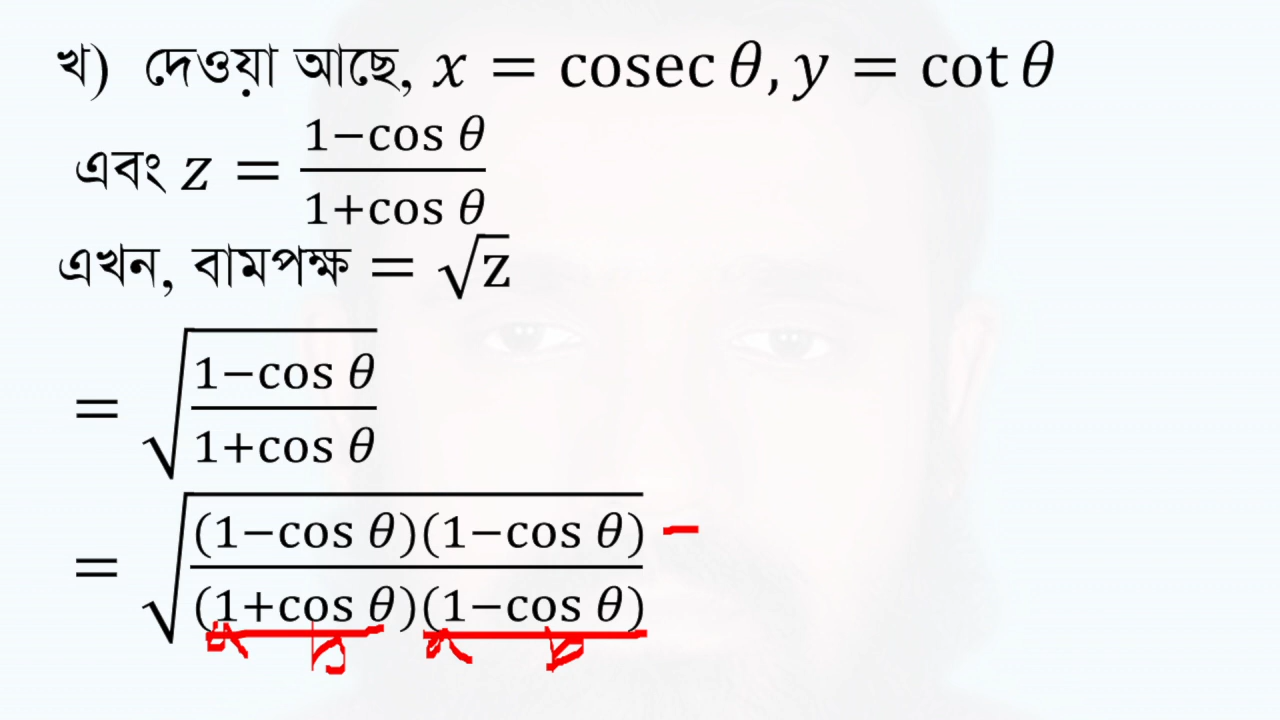 খ) দেওয়া আছে, x = cosec θ, y = cot θ
এবং z = (1−cos θ)/(1+cos θ)
এখন, বামপক্ষ = √z
= √((1−cos θ)/(1+cos θ))
= √(((1−cos θ)(1−cos θ))/((1+cos θ)(1−cos θ))) −
a b a b